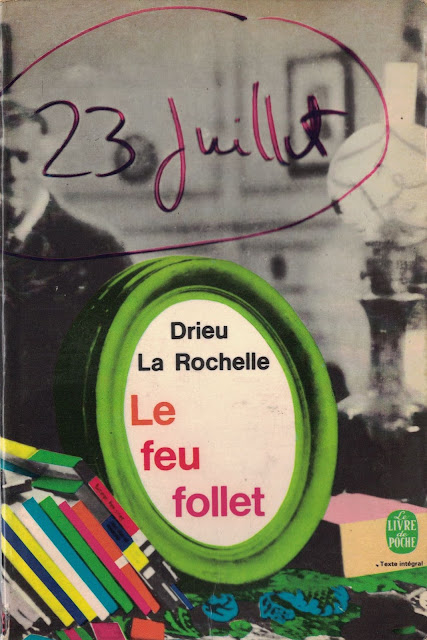 23 Juillet
Drieu
La Rochelle
Le
feu
follet
Le
LIVRE
de
POCHE
Texte intégral